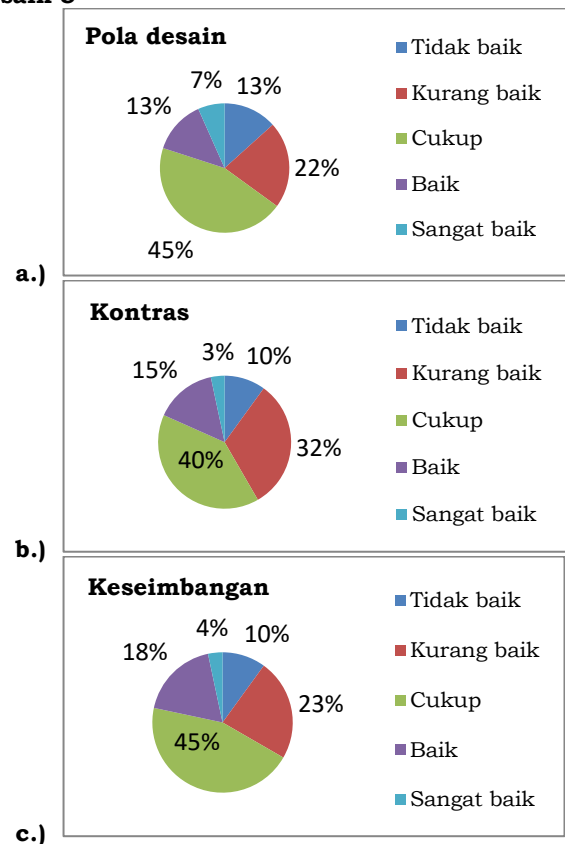 Pola desain
7%
13%
13%
22%
45%
Tidak baik
Kurang baik
Cukup
Baik
Sangat baik
a.)
Kontras
3%
10%
15%
32%
40%
Tidak baik
Kurang baik
Cukup
Baik
Sangat baik
b.)
Keseimbangan
4%
10%
18%
23%
45%
Tidak baik
Kurang baik
Cukup
Baik
Sangat baik
c.)